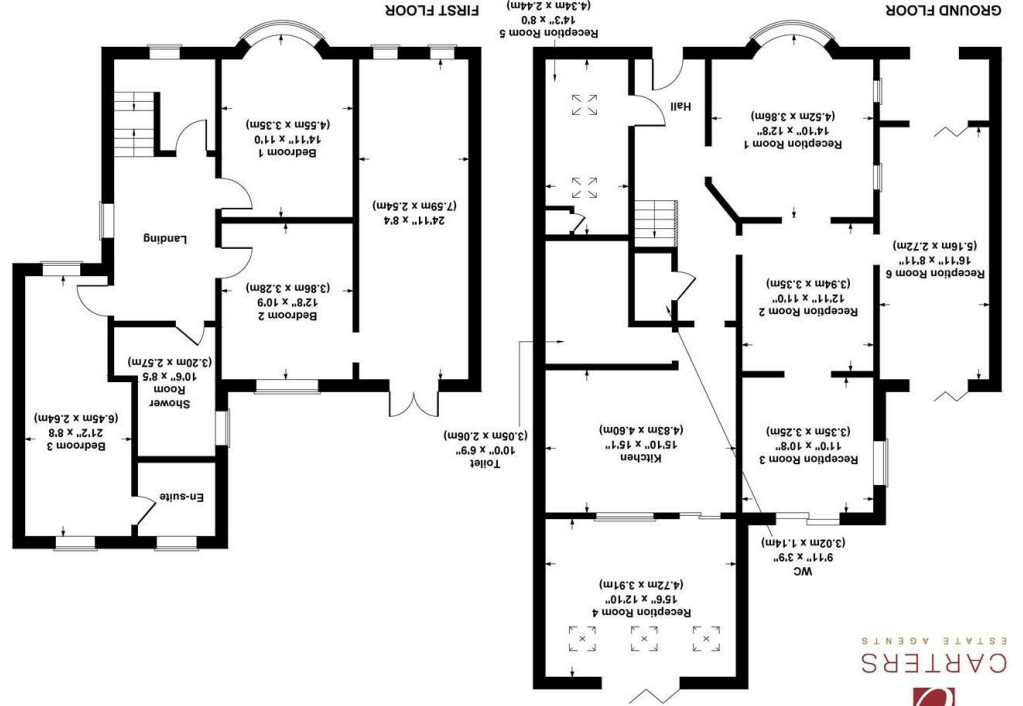 CARTERS
ESTATE AGENTS
Reception Room 4
15'6" x 12'10"
(4.72m x 3.91m)
WC
9'11" x 3'9"
(3.02m x 1.14m)
Reception Room 3
11'0" x 10'8"
(3.35m x 3.25m)
Kitchen
15'10" x 15'1"
(4.83m x 4.60m)
Toilet
10'0" x 6'9"
(3.05m x 2.06m)
Reception Room 6
16'11" x 8'11"
(5.16m x 2.72m)
Reception Room 2
12'11" x 11'0"
(3.94m x 3.35m)
Reception Room 1
14'10" x 12'8"
(4.52m x 3.86m)
Hall
Reception Room 5
14'3" x 8'0
(4.34m x 2.44m)
GROUND FLOOR
En-suite
Bedroom 3
21'2" x 8'8
(6.45m x 2.64m)
Shower
Room
10'6" x 8'5
(3.20m x 2.57m)
Bedroom 2
12'8" x 10'9
(3.86m x 3.28m)
Landing
24'11" x 8'4
(7.59m x 2.54m)
Bedroom 1
14'11" x 11'0
(4.55m x 3.35m)
FIRST FLOOR